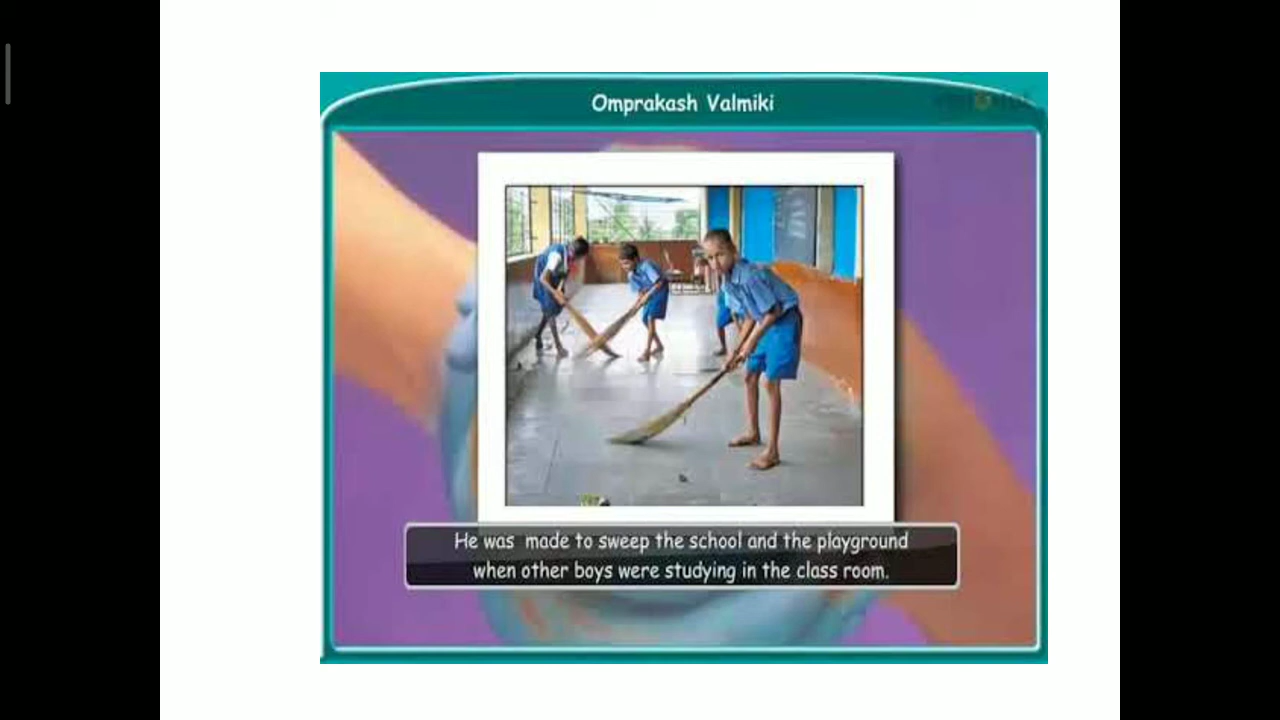 Omprakash Valmiki
He was made to sweep the school and the playground
when other boys were studying in the class room.